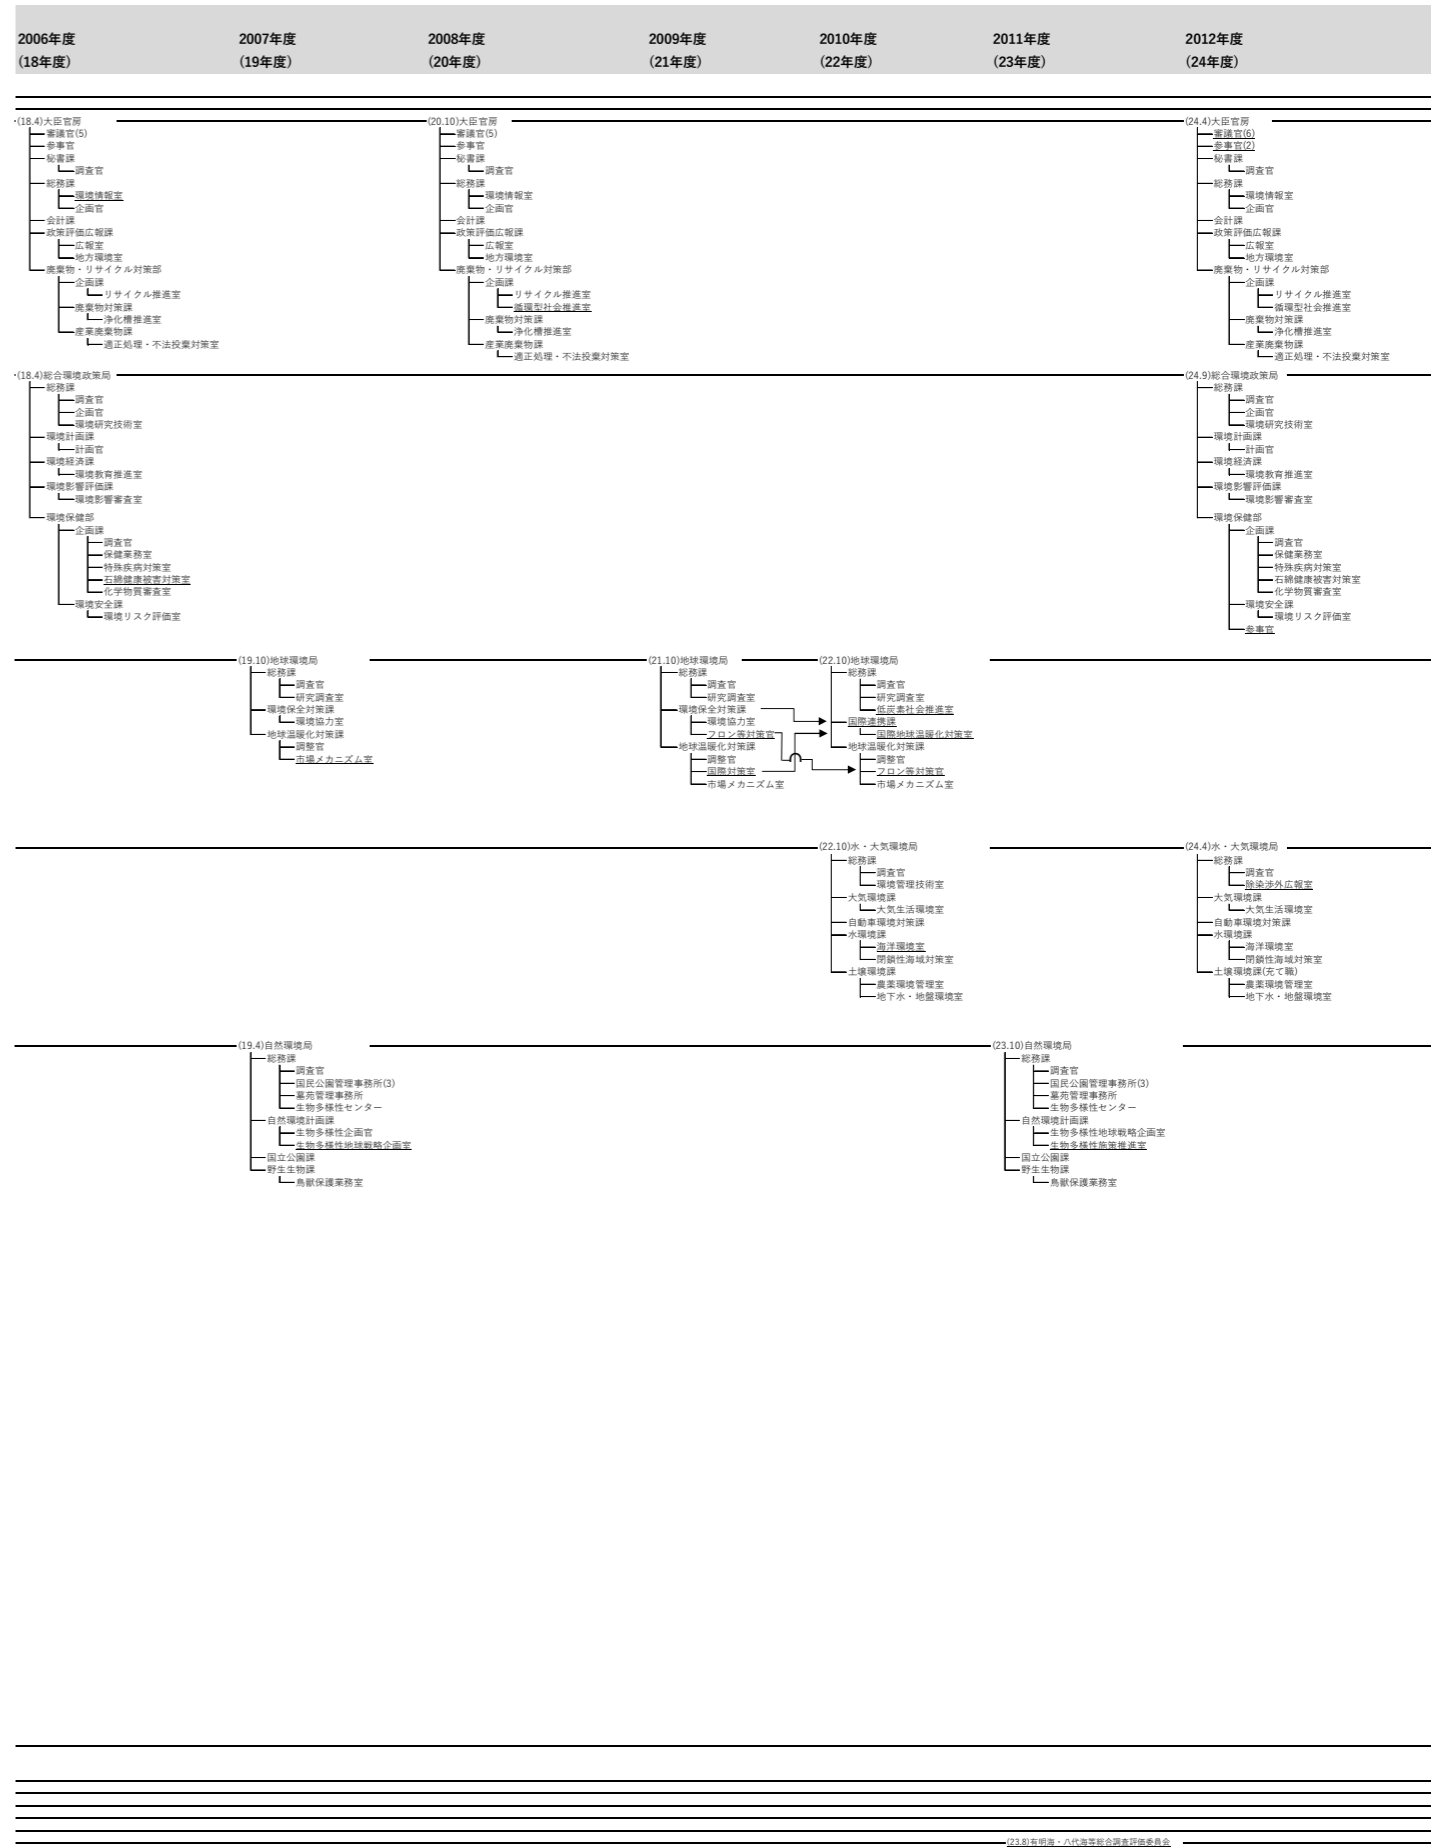 2006年度 2007年度 2008年度 2009年度 2010年度 2011年度 2012年度
(18年度) (19年度) (20年度) (21年度) (22年度) (23年度) (24年度)
(18.4)大臣官房
審議官(5)
参事官
秘書課
調査官
総務課
環境情報室
企画官
会計課
政策評価広報課
広報室
地方環境室
廃棄物・リサイクル対策部
企画課
リサイクル推進室
廃棄物対策課
浄化槽推進室
産業廃棄物課
適正処理・不法投棄対策室
(20.10)大臣官房
審議官(5)
参事官
秘書課
調査官
総務課
環境情報室
企画官
会計課
政策評価広報課
広報室
地方環境室
廃棄物・リサイクル対策部
企画課
リサイクル推進室
循環型社会推進室
廃棄物対策課
浄化槽推進室
産業廃棄物課
適正処理・不法投棄対策室
(24.4)大臣官房
審議官(6)
参事官(2)
秘書課
調査官
総務課
環境情報室
企画官
会計課
政策評価広報課
広報室
地方環境室
廃棄物・リサイクル対策部
企画課
リサイクル推進室
循環型社会推進室
廃棄物対策課
浄化槽推進室
産業廃棄物課
適正処理・不法投棄対策室
(18.4)総合環境政策局
総務課
調査官
企画官
環境研究技術室
環境計画課
計画官
環境経済課
環境教育推進室
環境影響評価課
環境影響審査室
環境保健部
企画課
調査官
保健業務室
特殊疾病対策室
石綿健康被害対策室
化学物質審査室
環境安全課
環境リスク評価室
(24.9)総合環境政策局
総務課
調査官
企画官
環境研究技術室
環境計画課
計画官
環境経済課
環境教育推進室
環境影響評価課
環境影響審査室
環境保健部
企画課
調査官
保健業務室
特殊疾病対策室
石綿健康被害対策室
化学物質審査室
環境安全課
環境リスク評価室
参事官
(19.10)地球環境局
総務課
調査官
研究調査室
環境保全対策課
環境協力室
地球温暖化対策課
調整官
市場メカニズム室
(21.10)地球環境局
総務課
調査官
研究調査室
環境保全対策課
環境協力室
フロン等対策官
地球温暖化対策課
調整官
国際対策室
市場メカニズム室
(22.10)地球環境局
総務課
調査官
研究調査室
低炭素社会推進室
国際連携課
国際地球温暖化対策室
地球温暖化対策課
調整官
フロン等対策官
市場メカニズム室
(22.10)水・大気環境局
総務課
調査官
環境管理技術室
大気環境課
大気生活環境室
自動車環境対策課
水環境課
海洋環境室
閉鎖性海域対策室
土壌環境課
農薬環境管理室
地下水・地盤環境室
(24.4)水・大気環境局
総務課
調査官
除染渉外広報室
大気環境課
大気生活環境室
自動車環境対策課
水環境課
海洋環境室
閉鎖性海域対策室
土壌環境課(充て職)
農薬環境管理室
地下水・地盤環境室
(19.4)自然環境局
総務課
調査官
国民公園管理事務所(3)
墓苑管理事務所
生物多様性センター
自然環境計画課
生物多様性企画官
生物多様性地球戦略企画室
国立公園課
野生生物課
鳥獣保護業務室
(23.10)自然環境局
総務課
調査官
国民公園管理事務所(3)
墓苑管理事務所
生物多様性センター
自然環境計画課
生物多様性地球戦略企画室
生物多様性施策推進室
国立公園課
野生生物課
鳥獣保護業務室
(23.8)有明海・八代海等総合調査評価委員会